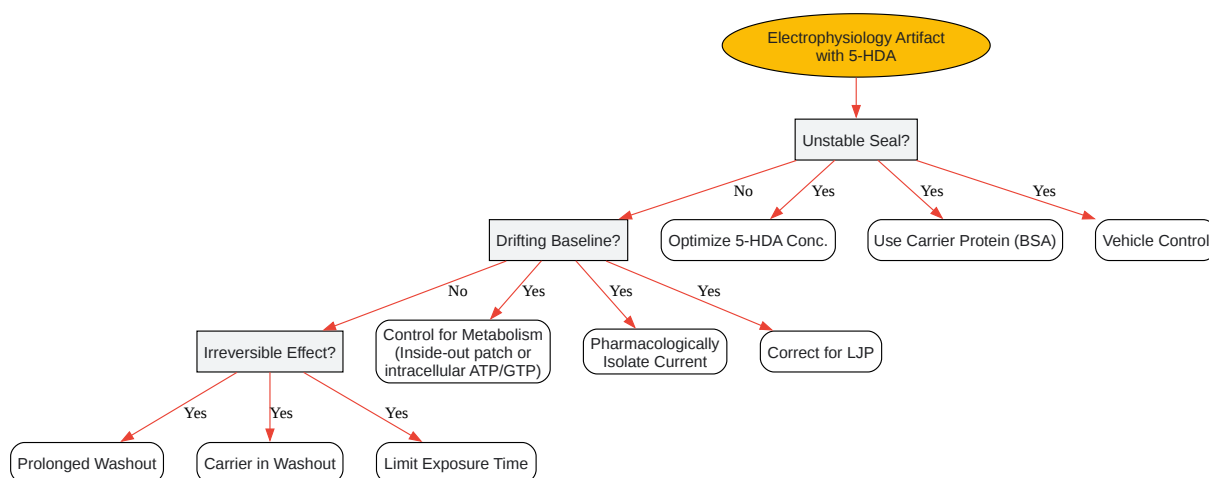 Electrophysiology Artifact
with 5-HDA
Unstable Seal?
No
Yes
Yes
Yes
Drifting Baseline?
Optimize 5-HDA Conc.
Use Carrier Protein (BSA)
Vehicle Control
No
Yes
Yes
Yes
Irreversible Effect?
Control for Metabolism
(Inside-out patch or
intracellular ATP/GTP)
Pharmacologically
Isolate Current
Correct for LJP
Yes
Yes
Yes
Prolonged Washout
Carrier in Washout
Limit Exposure Time